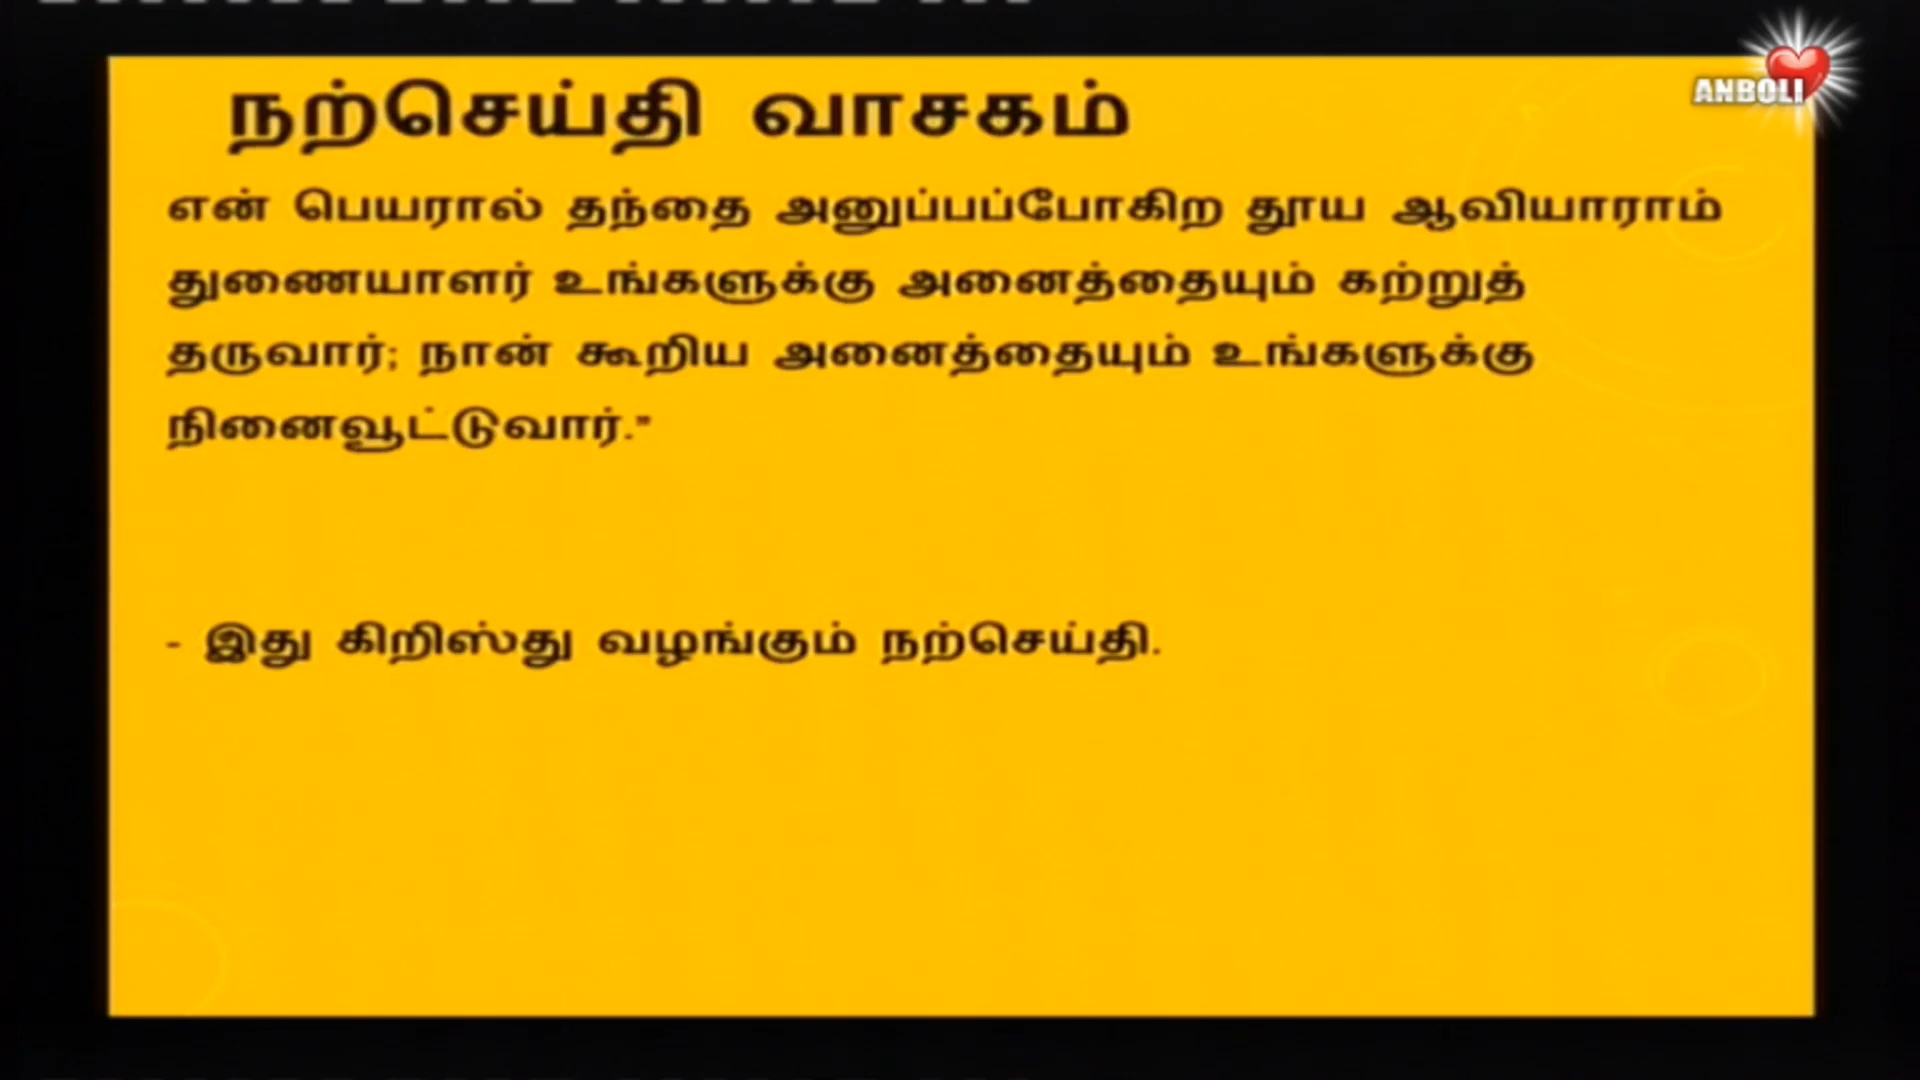 ANBOLI
நற்செய்தி வாசகம்
என் பெயரால் தந்தை அனுப்பப்போகிற தூய ஆவியாராம்
துணையாளர் உங்களுக்கு அனைத்தையும் கற்றுத்
தருவார்; நான் கூறிய அனைத்தையும் உங்களுக்கு
நினைவூட்டுவார்.”
- இது கிறிஸ்து வழங்கும் நற்செய்தி.